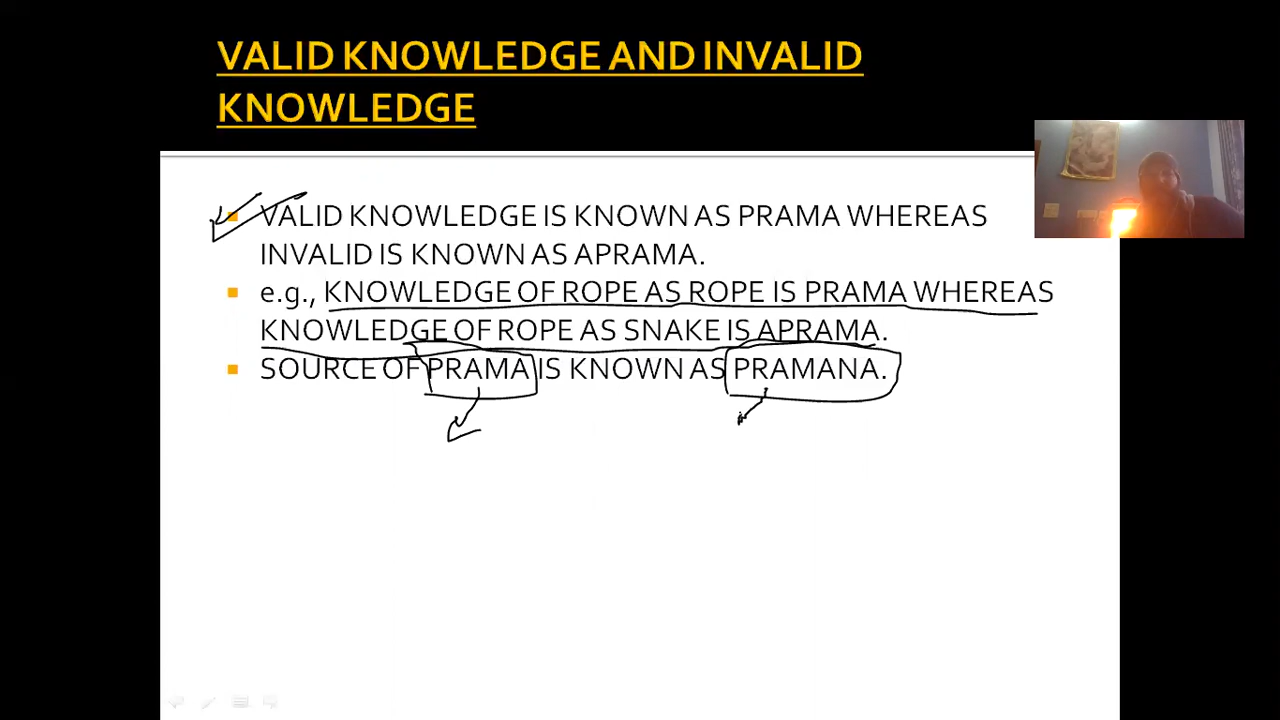 VALID KNOWLEDGE AND INVALID
KNOWLEDGE
VALID KNOWLEDGE IS KNOWN AS PRAMA WHEREAS
INVALID IS KNOWN AS APRAMA.
e.g., KNOWLEDGE OF ROPE AS ROPE IS PRAMA WHEREAS
KNOWLEDGE OF ROPE AS SNAKE IS APRAMA.
SOURCE OF PRAMA IS KNOWN AS PRAMANA.